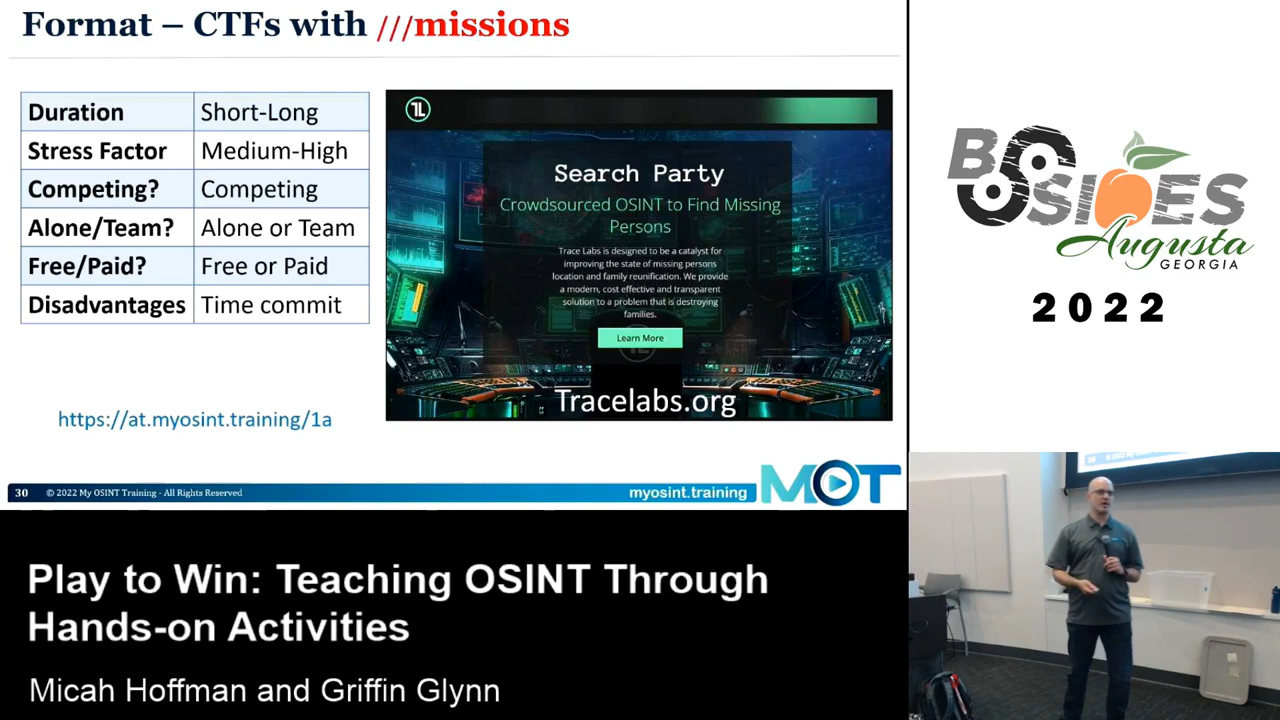 Format – CTFs with ///missions
Duration Short-Long
Stress Factor Medium-High
Competing? Competing
Alone/Team? Alone or Team
Free/Paid? Free or Paid
Disadvantages Time commit
https://at.myosint.training/1a
TL
Search Party
Crowdsourced OSINT to Find Missing
Persons
Trace Labs is designed to be a catalyst for
improving the state of missing persons
location and family reunification. We provide
a modern, cost effective and transparent
solution to a problem that is destroying
families.
Learn More
Tracelabs.org
30 © 2022 My OSINT Training - All Rights Reserved
myosint.training MOT
BSIDES
Augusta
GEORGIA
2022
Play to Win: Teaching OSINT Through
Hands-on Activities
Micah Hoffman and Griffin Glynn